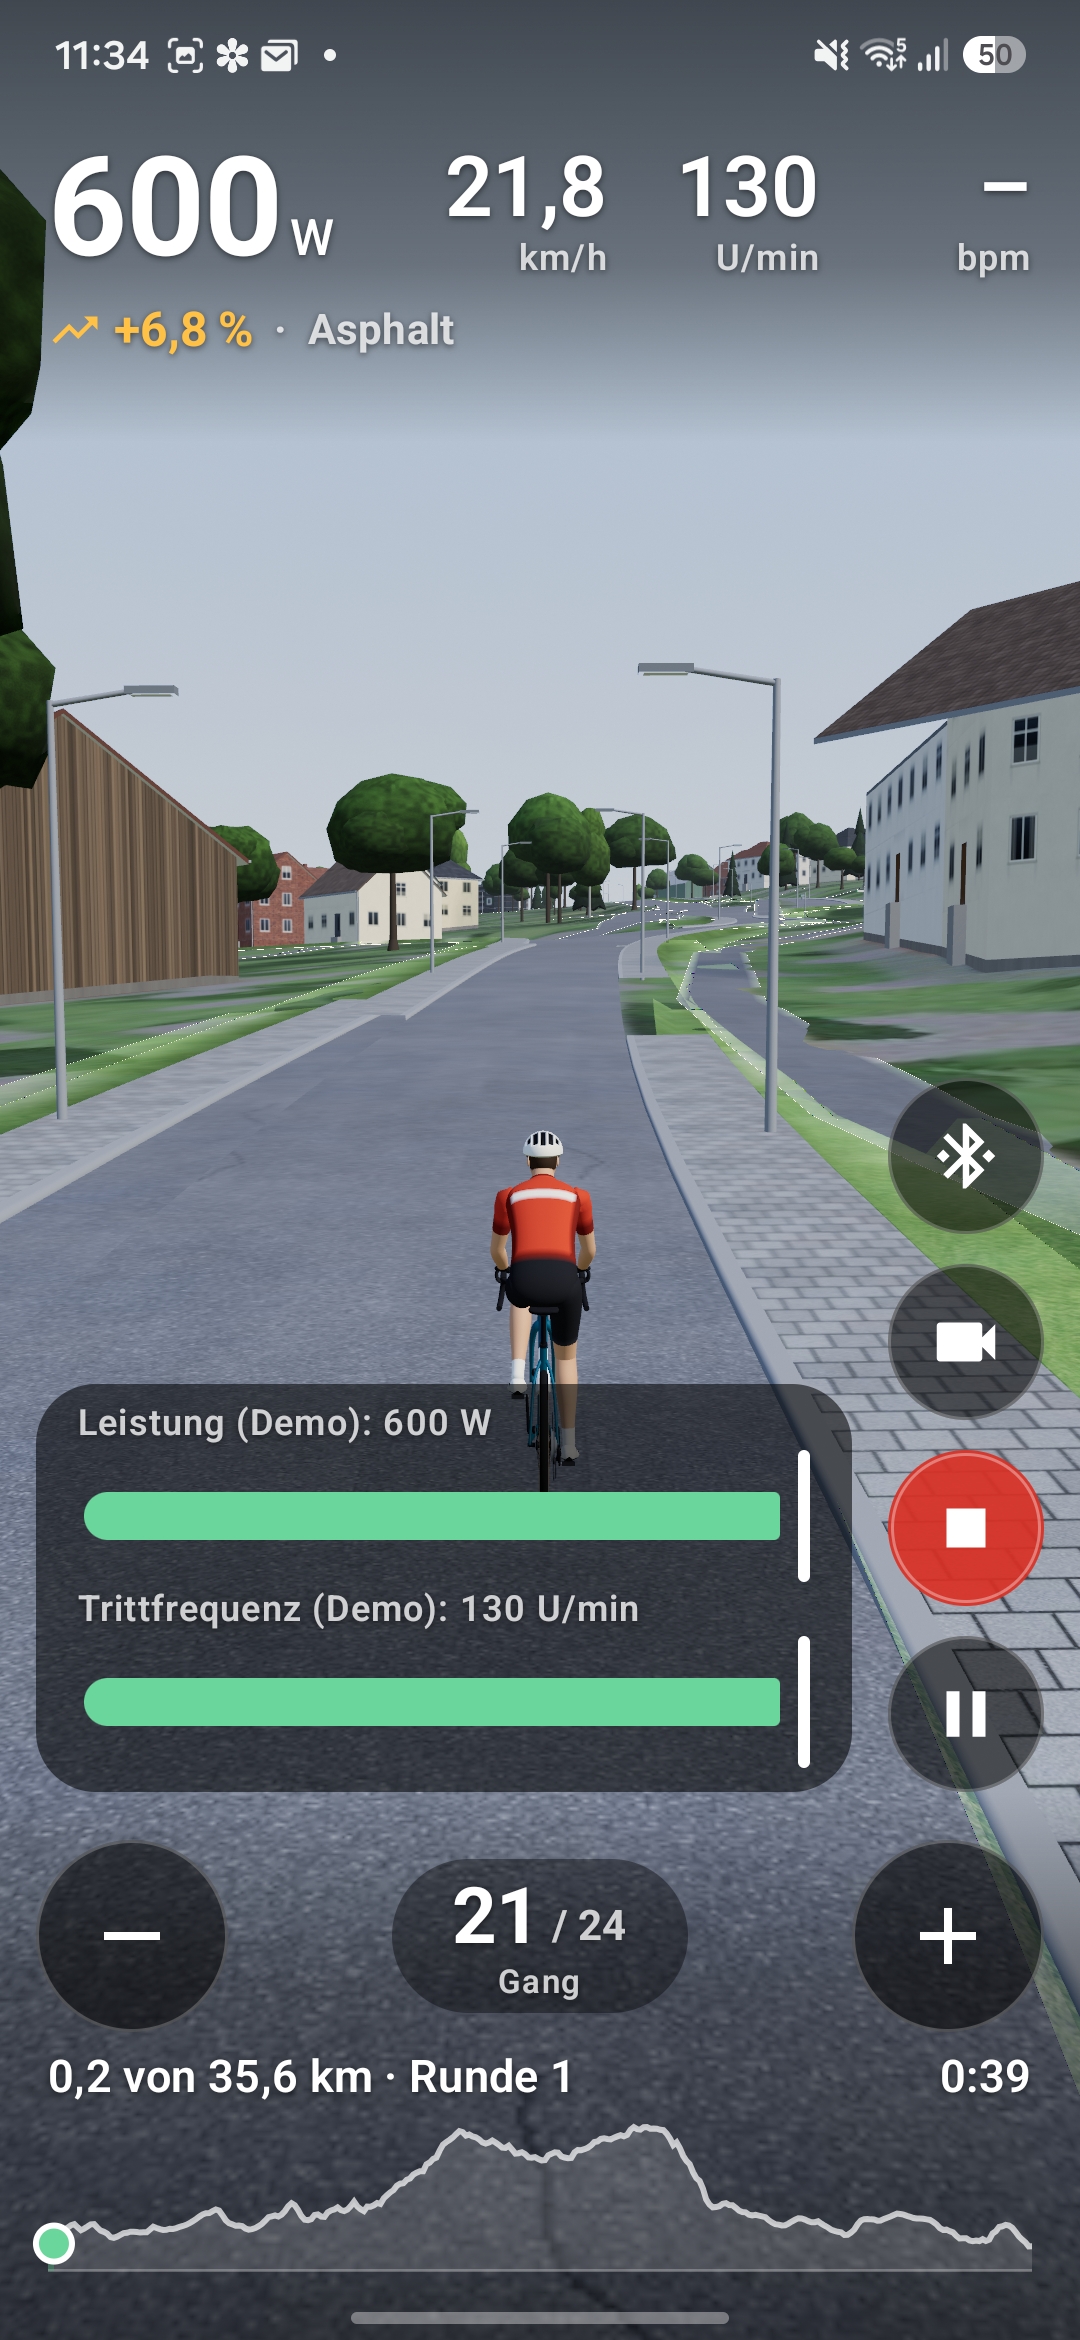 11:34
5
50
600 W
21,8
km/h
130
U/min
–
bpm
+6,8 % · Asphalt
Leistung (Demo): 600 W
Trittfrequenz (Demo): 130 U/min
21 / 24
Gang
0,2 von 35,6 km · Runde 1
0:39